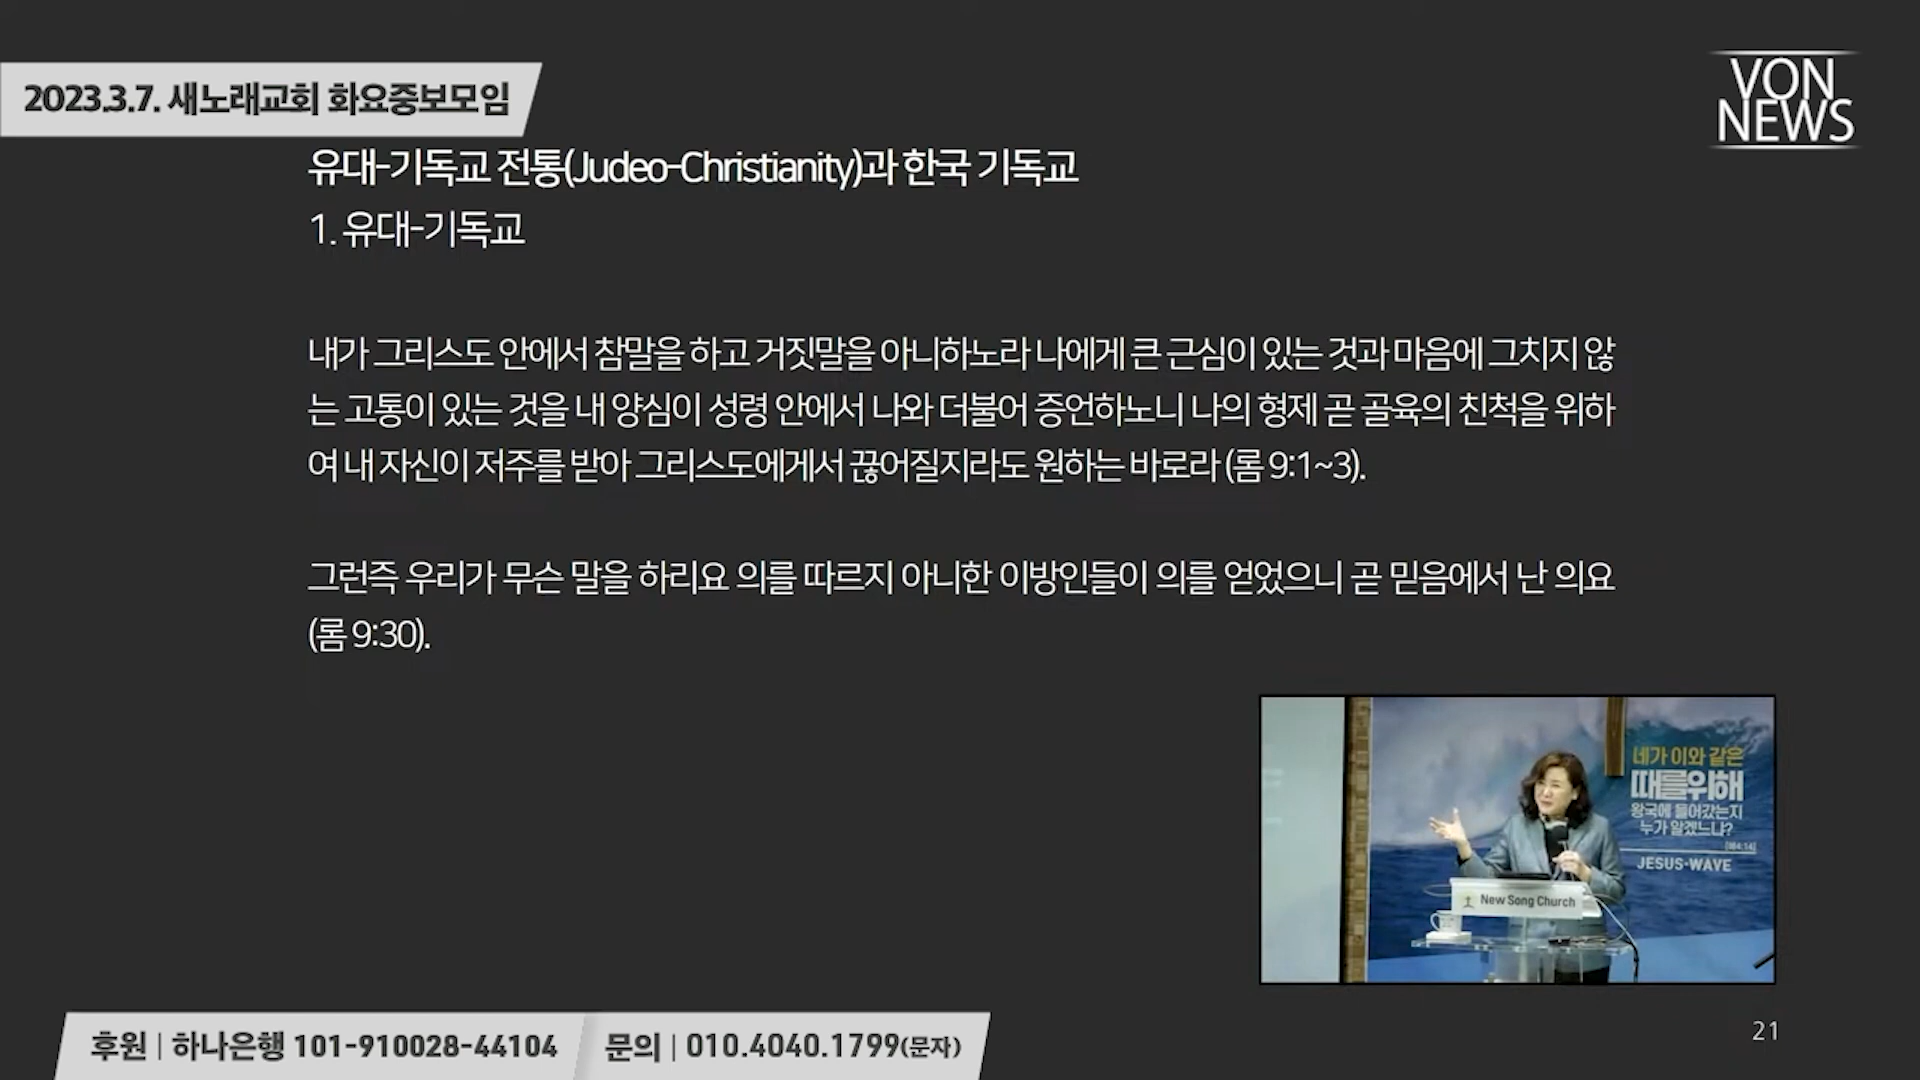 2023.3.7. 새노래교회 화요중보모임
VON
NEWS
유대-기독교 전통(Judeo-Christianity)과 한국 기독교
1. 유대-기독교
내가 그리스도 안에서 참말을 하고 거짓말을 아니하노라 나에게 큰 근심이 있는 것과 마음에 그치지 않
는 고통이 있는 것을 내 양심이 성령 안에서 나와 더불어 증언하노니 나의 형제 곧 골육의 친척을 위하
여 내 자신이 저주를 받아 그리스도에게서 끊어질지라도 원하는 바로라 (롬 9:1~3).
그런즉 우리가 무슨 말을 하리요 의를 따르지 아니한 이방인들이 의를 얻었으니 곧 믿음에서 난 의요
(롬 9:30).
네가 이와 같은
때를위해
왕국에 들어갔는지
누가 알겠느냐?
JESUS·WAVE
New Song Church
21
후원 | 하나은행 101-910028-44104
문의 | 010.4040.1799(문자)